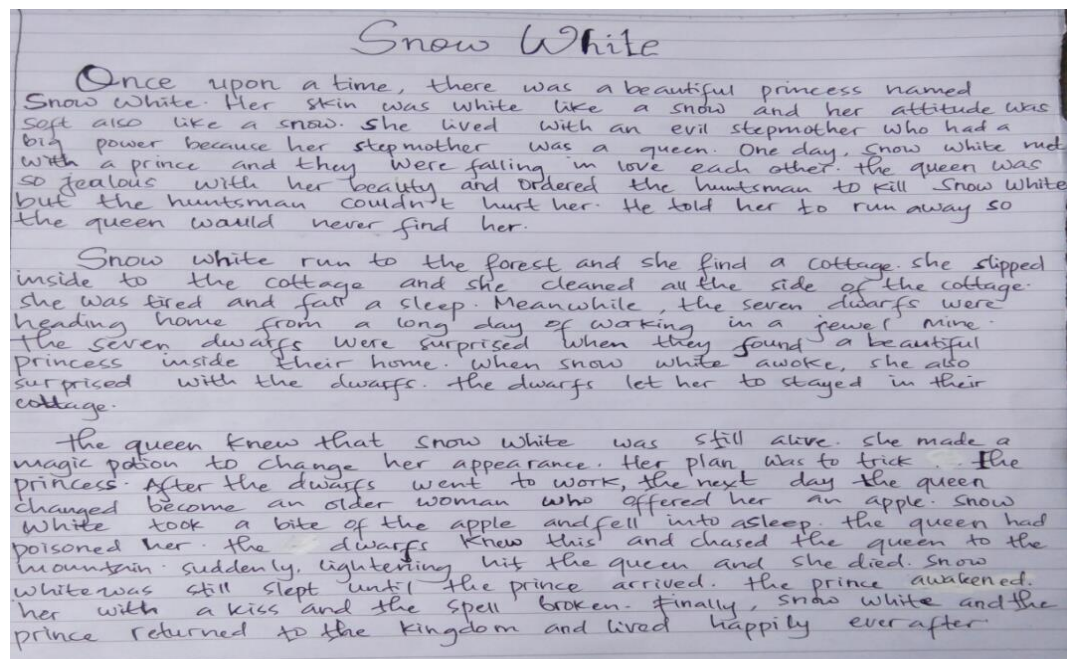 Snow White
Once upon a time, there was a beautiful princess named
Snow White. Her skin was white like a snow and her attitude was
soft also like a snow. She lived with an evil stepmother who had a
big power because her stepmother was a queen. One day, snow white met
with a prince and they were falling in love each other. the queen was
so jealous with her beauty and ordered the huntsman to kill Snow White
but the huntsman couldn't hurt her. He told her to run away so
the queen would never find her.
Snow white run to the forest and she find a cottage. she slipped
inside to the cottage and she cleaned all the side of the cottage.
she was tired and fall a sleep. Meanwhile, the seven dwarfs were
heading home from a long day of working in a jewel mine.
the seven dwarfs were surprised when they found a beautiful
princess inside their home. when snow white awoke, she also
surprised with the dwarfs. the dwarfs let her to stayed in their
cottage.
the queen knew that snow white was still alive. she made a
magic potion to change her appearance. Her plan was to trick the
princess. After the dwarfs went to work, the next day the queen
changed become an older woman who offered her an apple. snow
white took a bite of the apple and fell into asleep. the queen had
poisoned her. the dwarfs knew this and chased the queen to the
mountain. suddenly, lightening hit the queen and she died. snow
white was still slept until the prince arrived. the prince awakened.
her with a kiss and the spell broken. finally, snow white and the
prince returned to the kingdom and lived happily ever after.